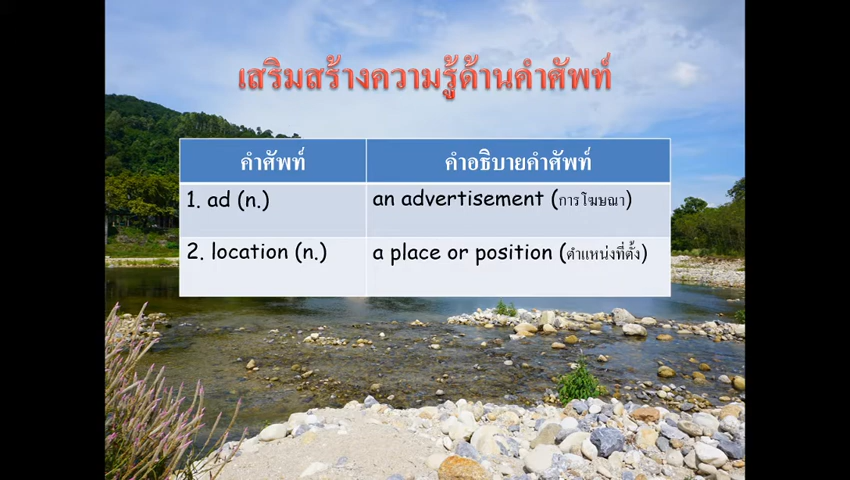 เสริมสร้างความรู้ด้านคำศัพท์
คำศัพท์ คำอธิบายคำศัพท์
1. ad (n.) an advertisement (การโฆษณา)
2. location (n.) a place or position (ตำแหน่งที่ตั้ง)